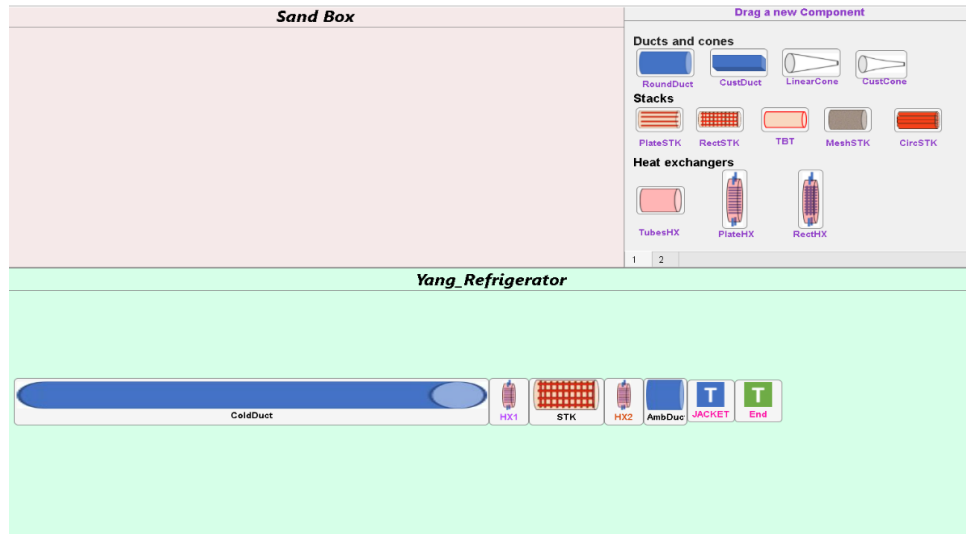 Sand Box
Drag a new Component
Ducts and cones
RoundDuct CustDuct LinearCone CustCone
Stacks
PlateSTK RectSTK TBT MeshSTK CircSTK
Heat exchangers
TubesHX PlateHX RectHX
1 2
Yang_Refrigerator
ColdDuct HX1 STK HX2 AmbDuc JACKET End
T T